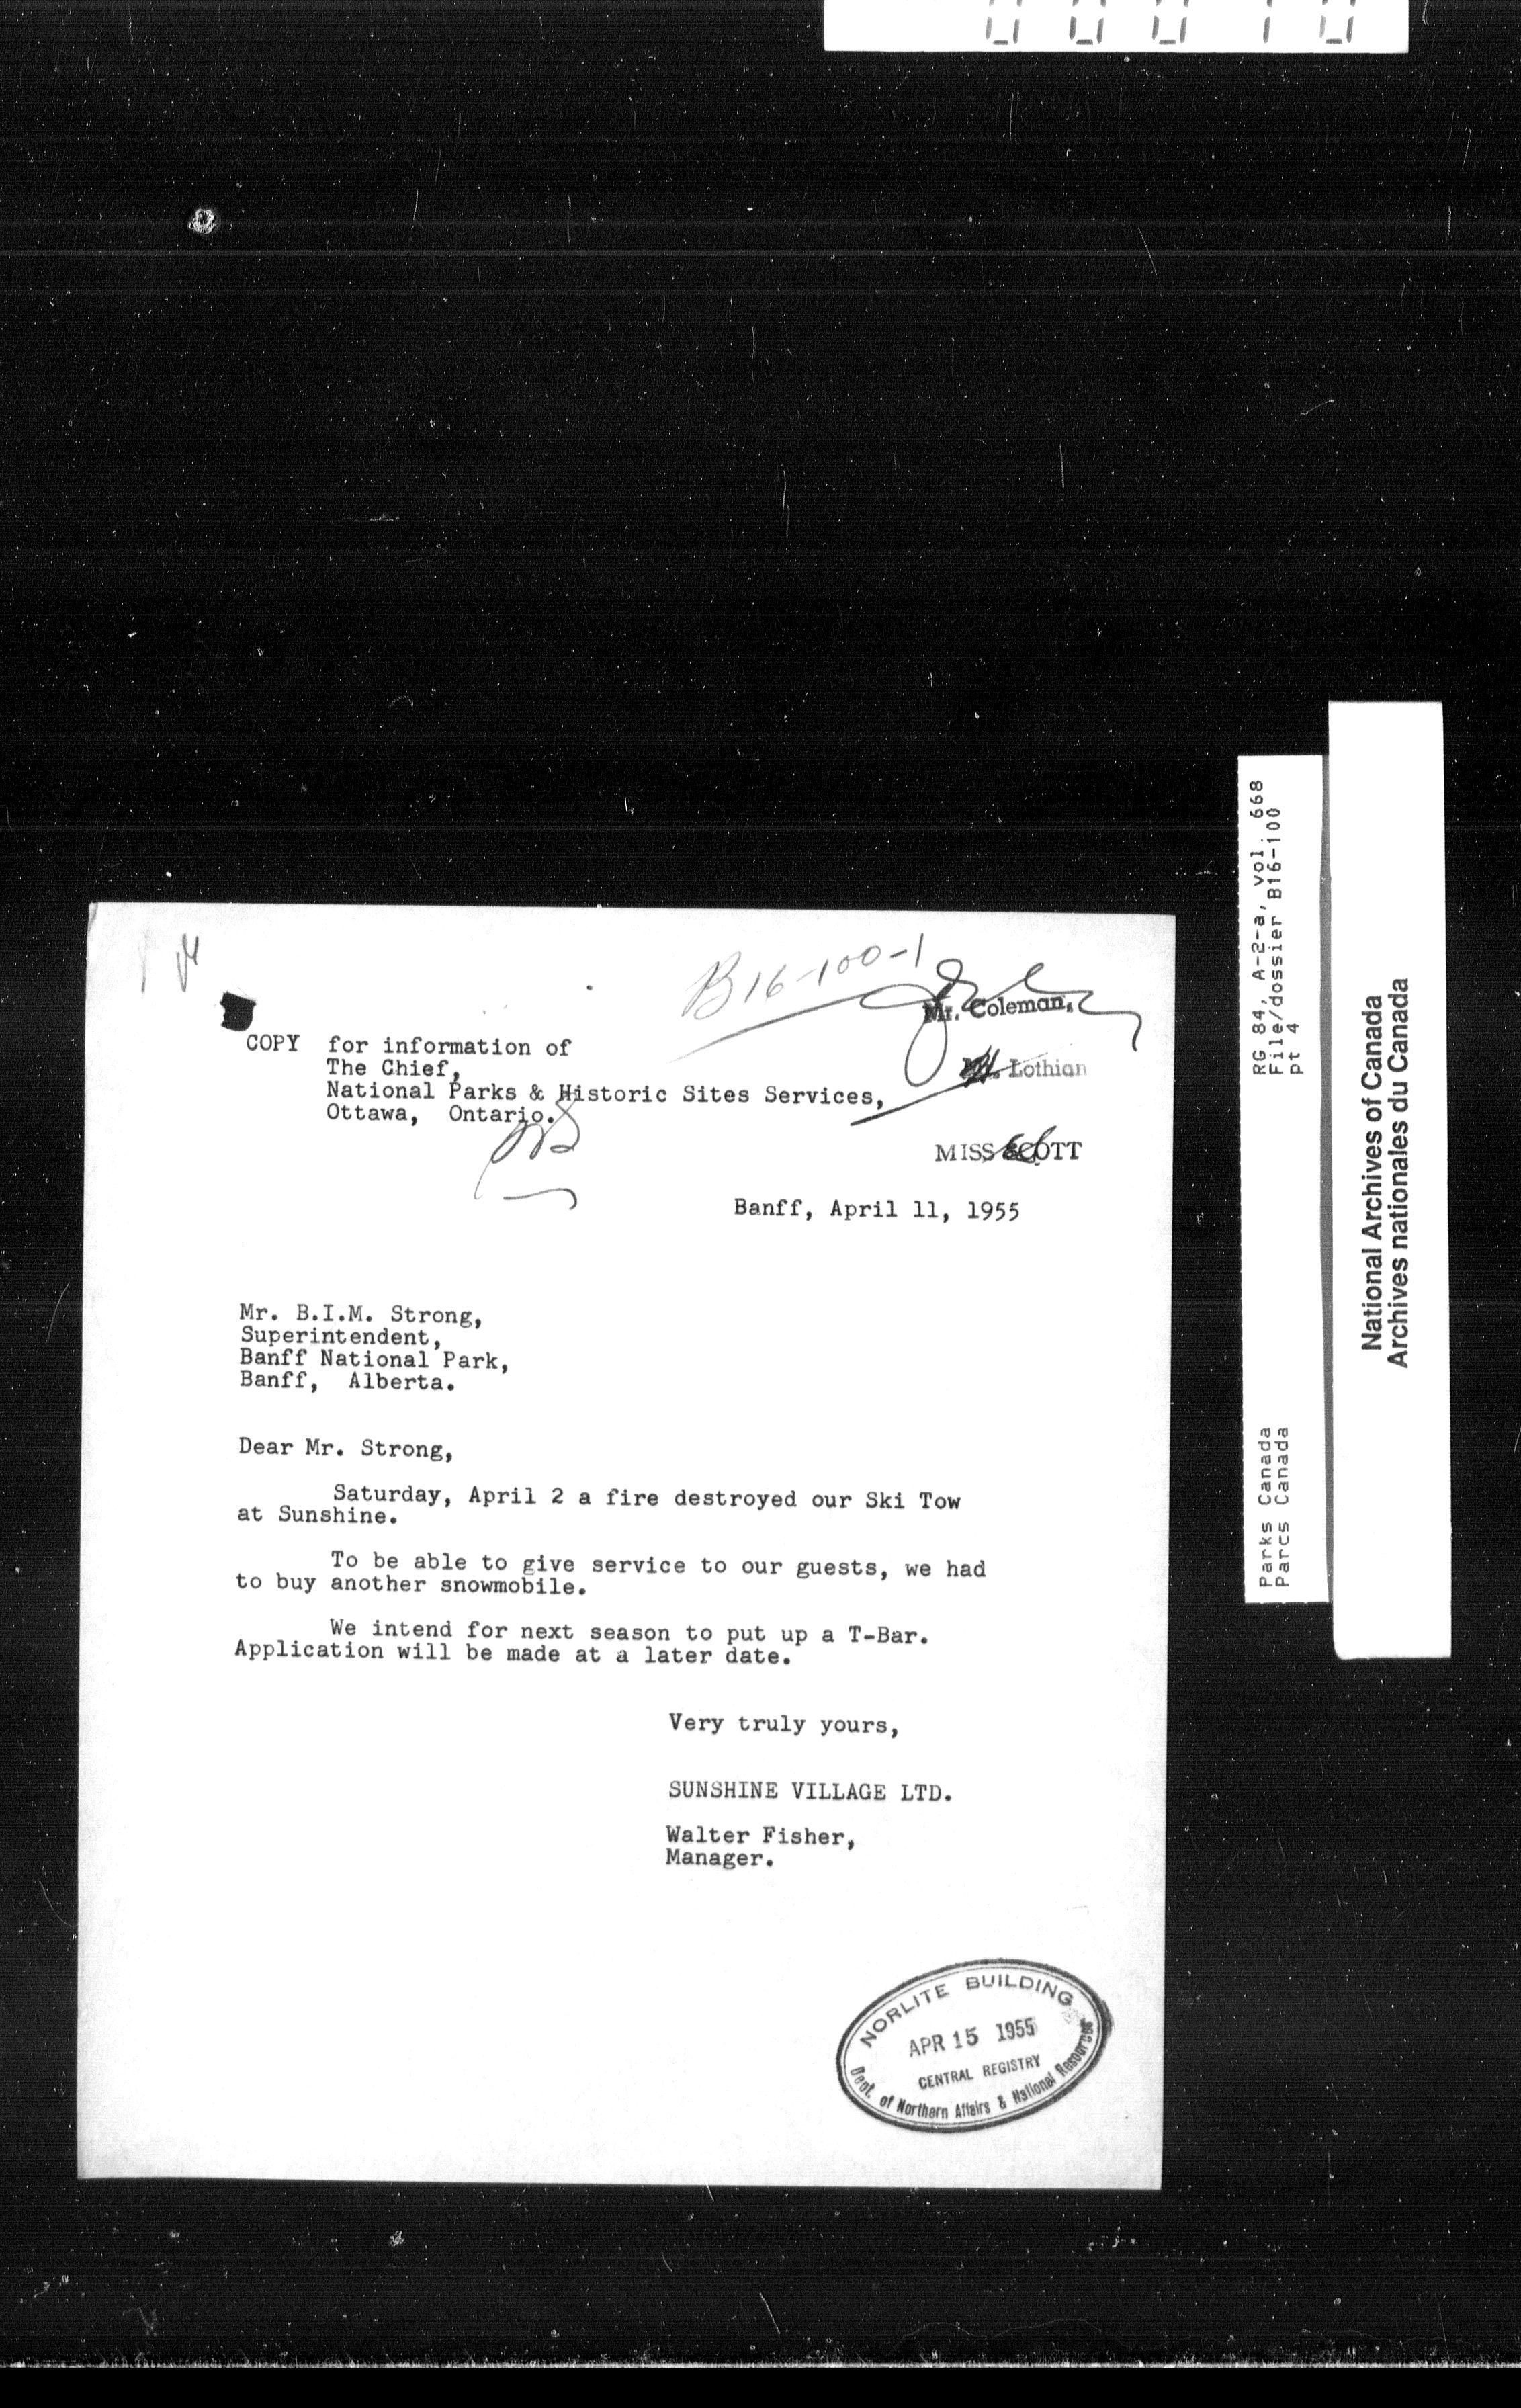 B16-100-1
Mr. Coleman,
COPY for information of
The Chief,
National Parks & Historic Sites Services,
Ottawa, Ontario.
Mr. Lothian
MISS SCOTT
Banff, April 11, 1955
Mr. B.I.M. Strong,
Superintendent,
Banff National Park,
Banff, Alberta.
Dear Mr. Strong,
Saturday, April 2 a fire destroyed our Ski Tow
at Sunshine.
To be able to give service to our guests, we had
to buy another snowmobile.
We intend for next season to put up a T-Bar.
Application will be made at a later date.
Very truly yours,
SUNSHINE VILLAGE LTD.
Walter Fisher,
Manager.
NORLITE BUILDING
APR 15 1955
CENTRAL REGISTRY
Dept. of Northern Affairs & National Resources
RG 84, A-2-a, vol. 668
File/dossier B16-100
pt 4
Parks Canada
Parcs Canada
National Archives of Canada
Archives nationales du Canada